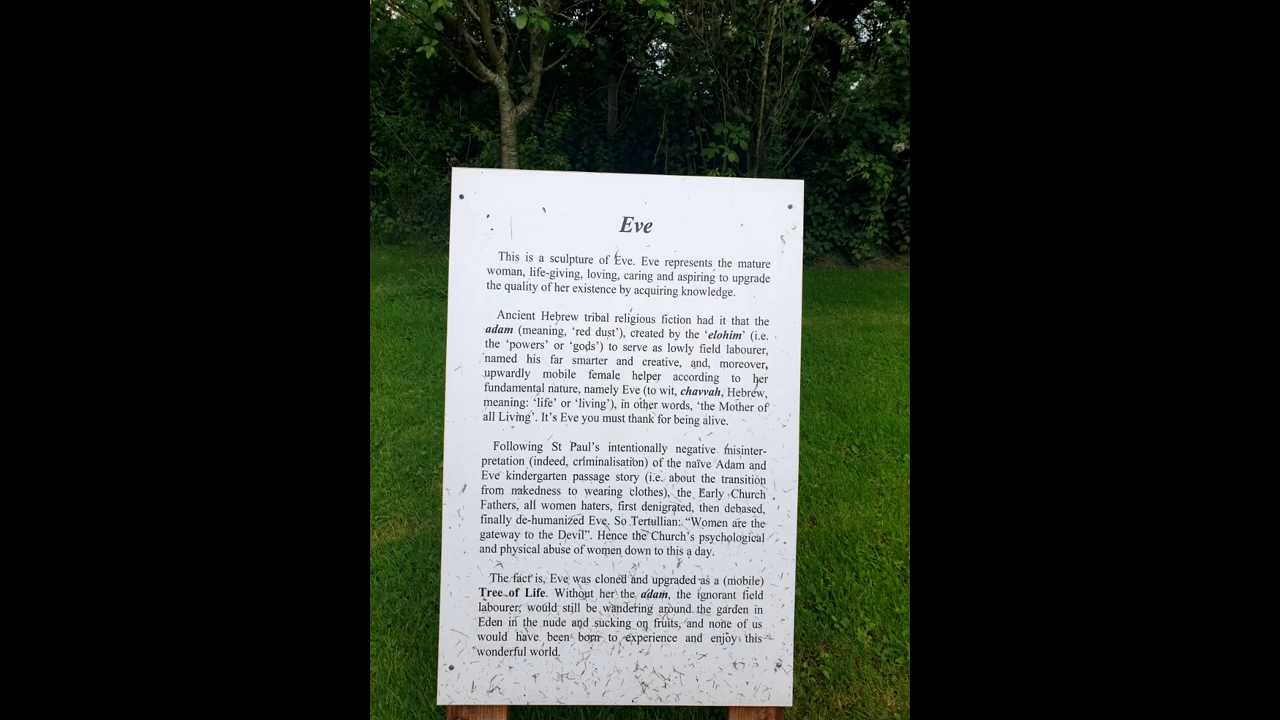 Eve
This is a sculpture of Eve. Eve represents the mature
woman, life-giving, loving, caring and aspiring to upgrade
the quality of her existence by acquiring knowledge.
Ancient Hebrew tribal religious fiction had it that the
adam (meaning, ‘red dust’), created by the ‘elohim’ (i.e.
the ‘powers’ or ‘gods’) to serve as lowly field labourer,
named his far smarter and creative, and, moreover,
upwardly mobile female helper according to her
fundamental nature, namely Eve (to wit, chavvah, Hebrew,
meaning: ‘life’ or ‘living’), in other words, ‘the Mother of
all Living’. It’s Eve you must thank for being alive.
Following St Paul’s intentionally negative misinter-
pretation (indeed, criminalisation) of the naïve Adam and
Eve kindergarten passage story (i.e. about the transition
from nakedness to wearing clothes), the Early Church
Fathers, all women haters, first denigrated, then debased,
finally de-humanized Eve. So Tertullian: “Women are the
gateway to the Devil”. Hence the Church’s psychological
and physical abuse of women down to this a day.
The fact is, Eve was cloned and upgraded as a (mobile)
Tree of Life. Without her the adam, the ignorant field
labourer, would still be wandering around the garden in
Eden in the nude and sucking on fruits, and none of us
would have been born to experience and enjoy this
wonderful world.